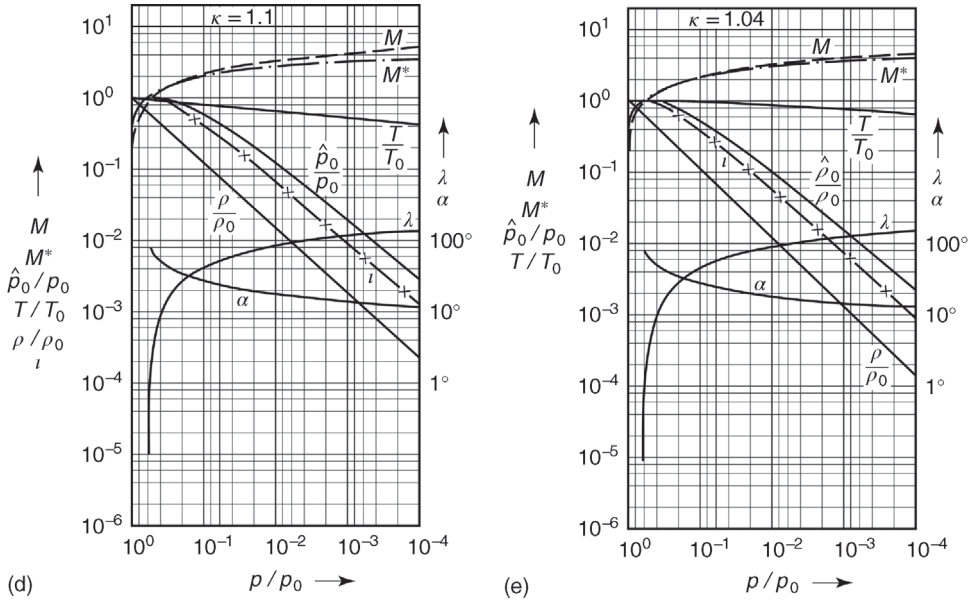 κ = 1.1
10¹
10⁰
10⁻¹
10⁻²
10⁻³
10⁻⁴
10⁻⁵
10⁻⁶
M
M*
T/T₀
p̂₀/p₀
ρ/ρ₀
ι
λ
α
M
M*
p̂₀/p₀
T/T₀
ρ/ρ₀
ι
λ
α
100°
10°
1°
10⁰ 10⁻¹ 10⁻² 10⁻³ 10⁻⁴
p/p₀
(d)
κ = 1.04
10¹
10⁰
10⁻¹
10⁻²
10⁻³
10⁻⁴
10⁻⁵
10⁻⁶
M
M*
T/T₀
ρ̂₀/ρ₀
ι
λ
α
ρ/ρ₀
M
M*
p̂₀/p₀
T/T₀
λ
α
100°
10°
1°
10⁰ 10⁻¹ 10⁻² 10⁻³ 10⁻⁴
p/p₀
(e)